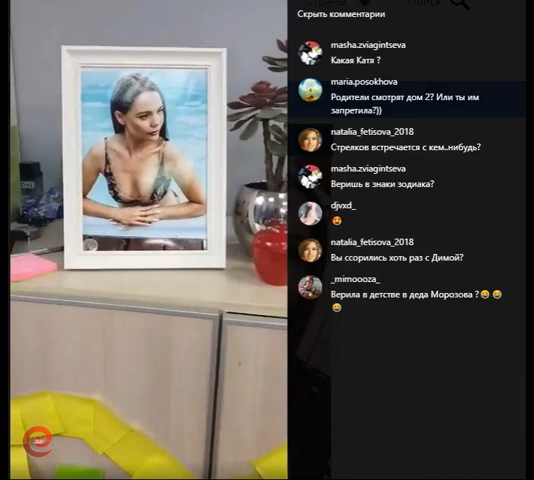 Страны
Поиск
Скрыть комментарии
masha.zviagintseva
Какая Катя ?
maria.posokhova
Родители смотрят дом 2? Или ты им
запретила?))
natalia_fetisova_2018
Стрелков встречается с кем..нибудь?
masha.zviagintseva
Веришь в знаки зодиака?
djvxd_
😍
natalia_fetisova_2018
Вы ссорились хоть раз с Димой?
_mimoooza_
Верила в детстве в деда Морозова ?😂😂
😂